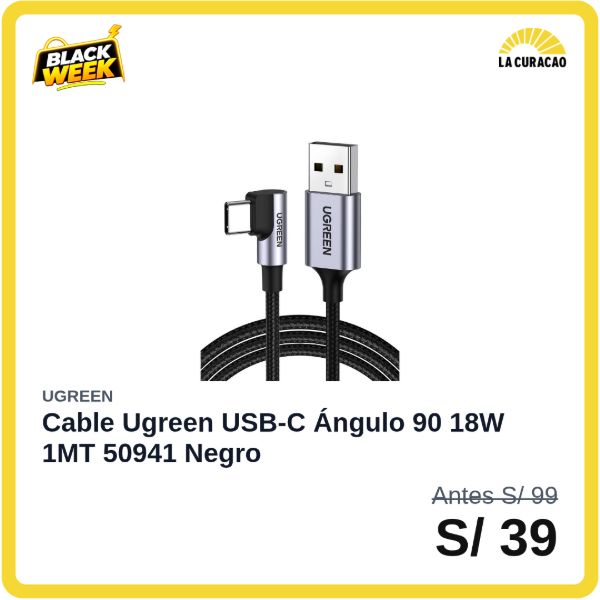 BLACK
WEEK
LA CURACAO
UGREEN
UGREEN
UGREEN
Cable Ugreen USB-C Ángulo 90 18W
1MT 50941 Negro
Antes S/ 99
S/ 39